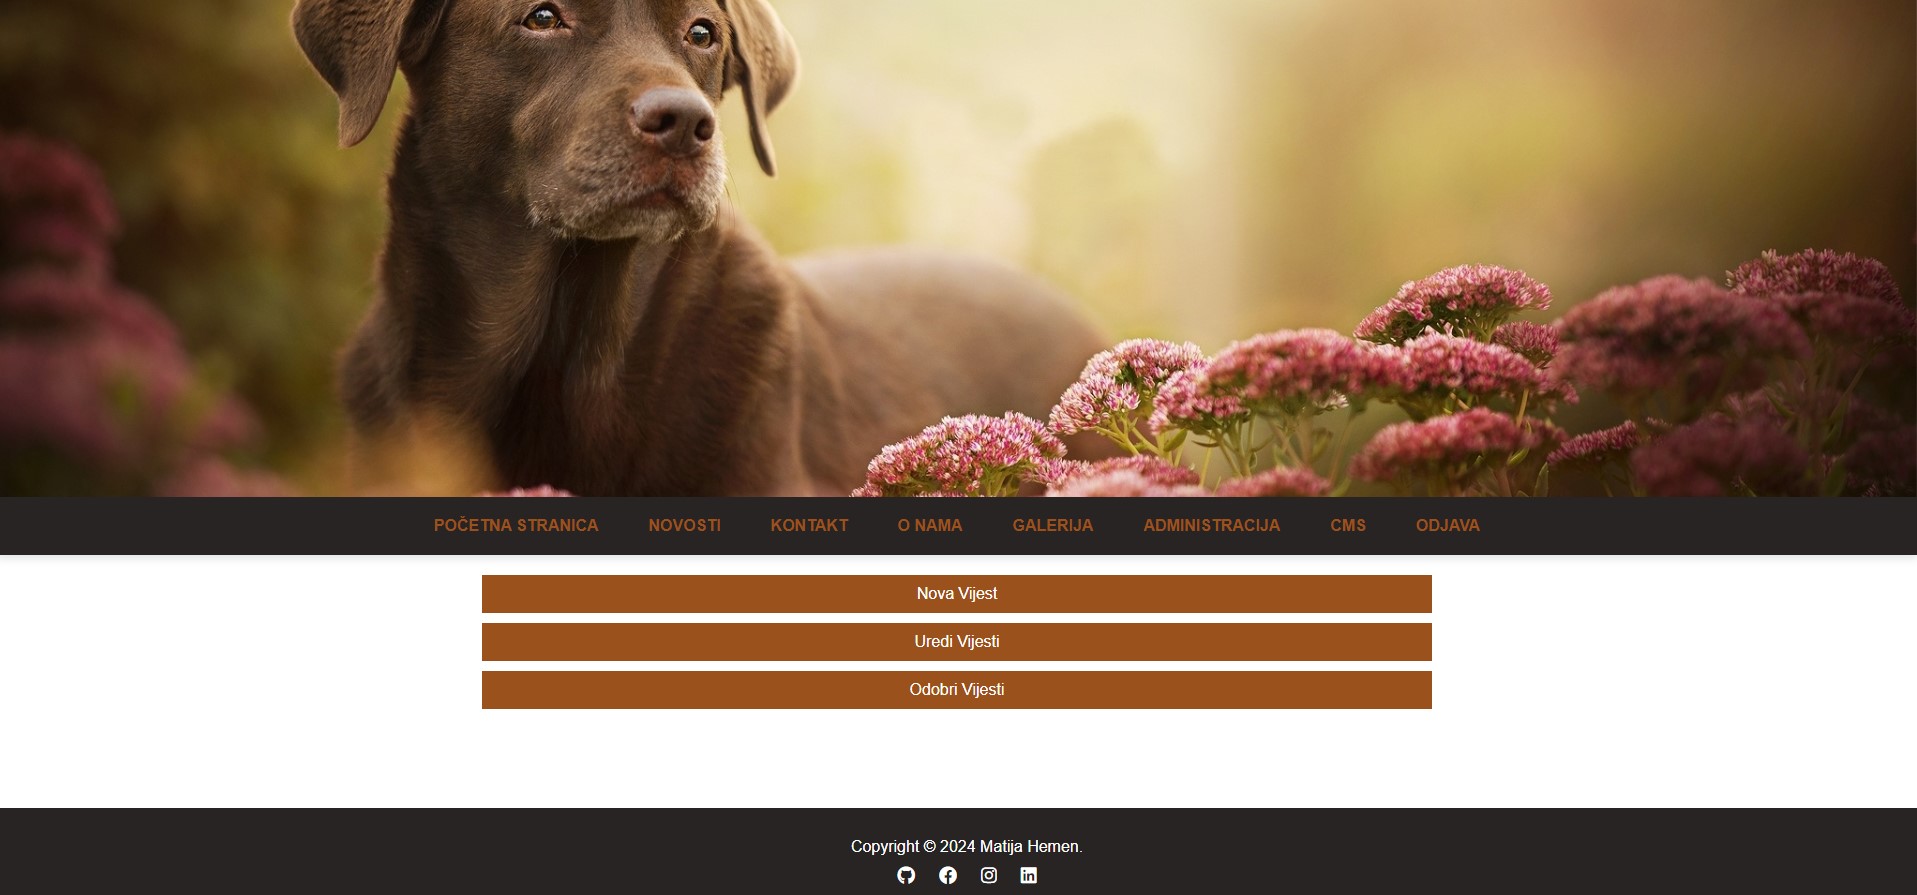 POČETNA STRANICA NOVOSTI KONTAKT O NAMA GALERIJA ADMINISTRACIJA CMS ODJAVA
Nova Vijest
Uredi Vijesti
Odobri Vijesti
Copyright © 2024 Matija Hemen.